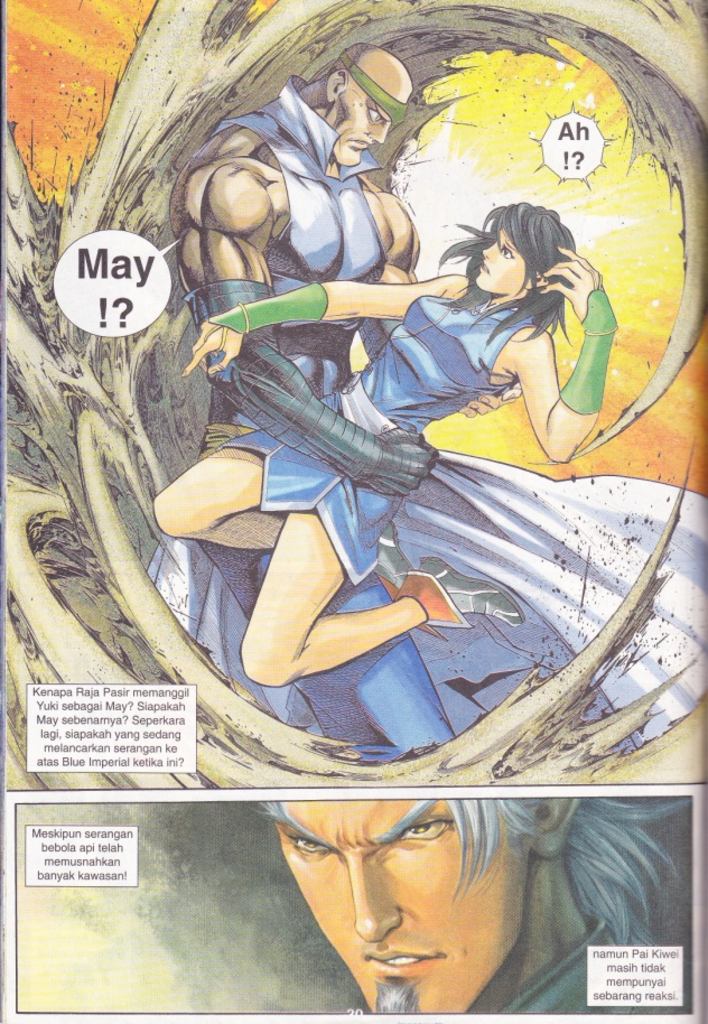 Ah
!?
May
!?
Kenapa Raja Pasir memanggil
Yuki sebagai May? Siapakah
May sebenarnya? Seperkara
lagi, siapakah yang sedang
melancarkan serangan ke
atas Blue Imperial ketika ini?
Meskipun serangan
bebola api telah
memusnahkan
banyak kawasan!
namun Pai Kiwei
masih tidak
mempunyai
sebarang reaksi.
20